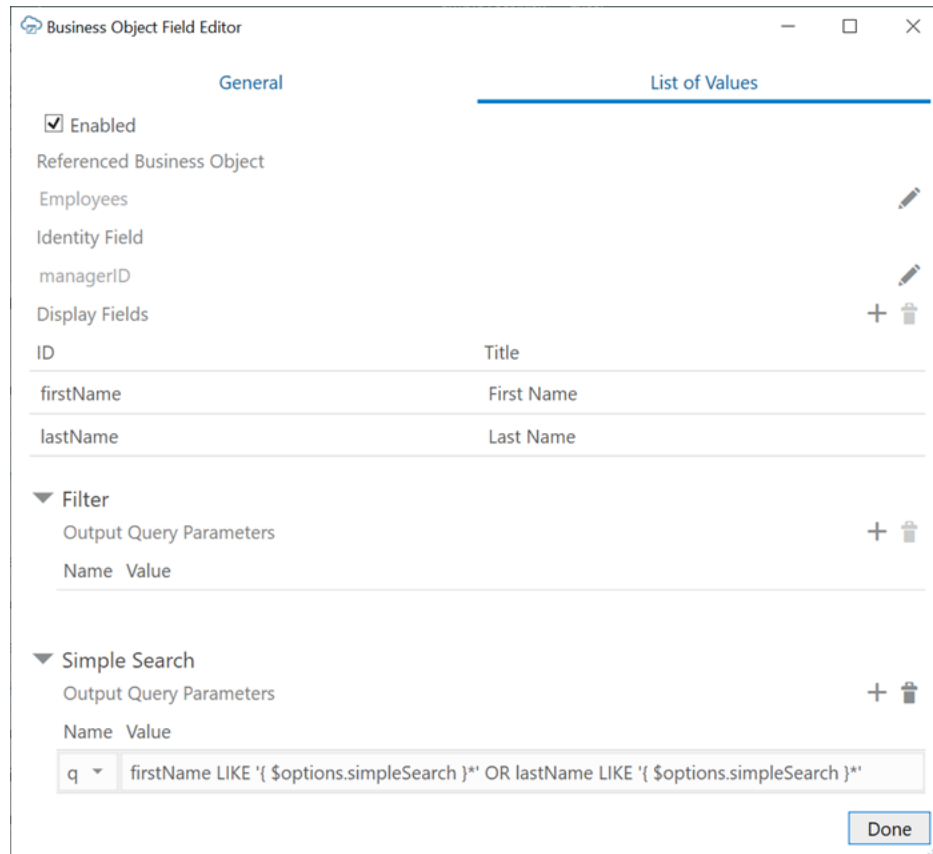 Business Object Field Editor
General List of Values
Enabled
Referenced Business Object
Employees
Identity Field
managerID
Display Fields
ID Title
firstName First Name
lastName Last Name
Filter
Output Query Parameters
Name Value
Simple Search
Output Query Parameters
Name Value
q firstName LIKE '{ $options.simpleSearch }*' OR lastName LIKE '{ $options.simpleSearch }*'
Done